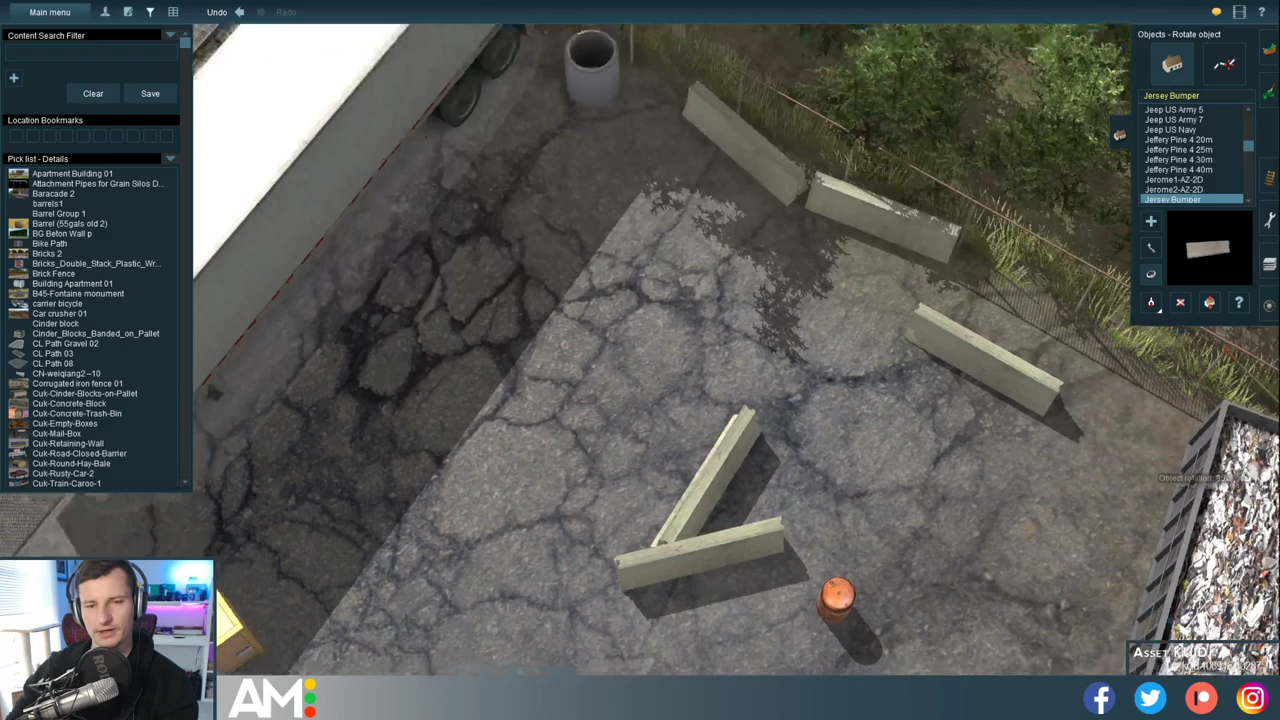 Main menu
Undo
Redo
?
Content Search Filter
Clear
Save
Location Bookmarks
Pick list - Details
Apartment Building 01
Attachment Pipes for Grain Silos D...
Baracade 2
barrels1
Barrel Group 1
Barrel (55gals old 2)
BG Beton Wall p
Bike Path
Bricks 2
Bricks_Double_Stack_Plastic_Wr...
Brick Fence
Building Apartment 01
B45-Fontaine monument
carrier bicycle
Car crusher 01
Cinder block
Cinder_Blocks_Banded_on_Pallet
CL Path Gravel 02
CL Path 03
CL Path 08
CN-weiqiang2--10
Corrugated iron fence 01
Cuk-Cinder-Blocks-on-Pallet
Cuk-Concrete-Block
Cuk-Concrete-Trash-Bin
Cuk-Empty-Boxes
Cuk-Mail-Box
Cuk-Retaining-Wall
Cuk-Road-Closed-Barrier
Cuk-Round-Hay-Bale
Cuk-Rusty-Car-2
Cuk-Train-Cargo-1
Objects - Rotate object
Jersey Bumper
Jeep US Army 5
Jeep US Army 7
Jeep US Navy
Jeffery Pine 4 20m
Jeffery Pine 4 25m
Jeffery Pine 4 30m
Jeffery Pine 4 40m
Jerome1-AZ-2D
Jerome2-AZ-2D
Jersey Bumper
?
Object rotation:
ASSET KUID
RØDE
AM